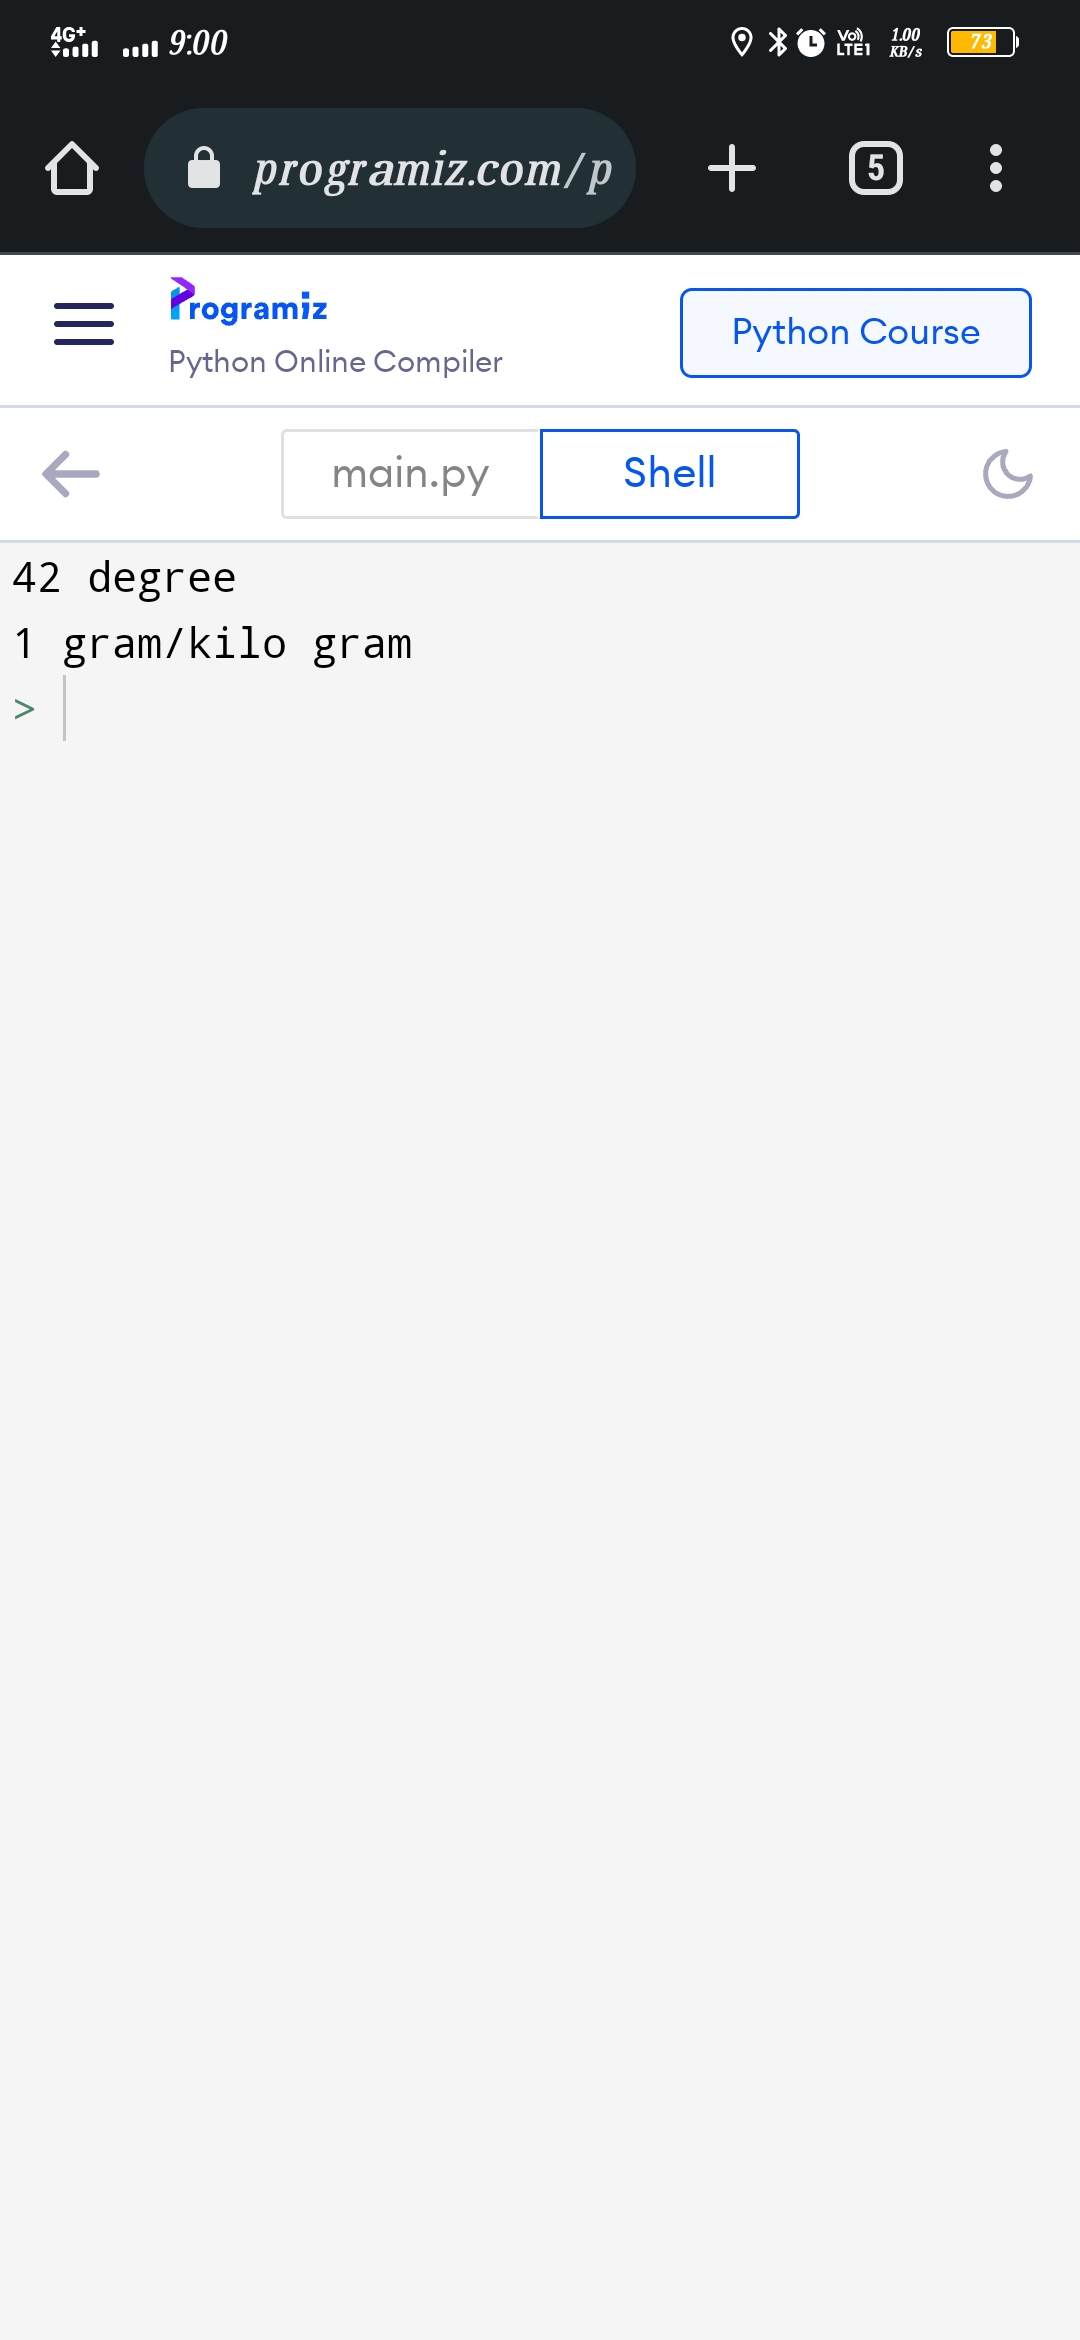 4G+ 9:00 Vo) LTE1 1.00 KB/s 73
programiz.com/p 5
Programiz
Python Online Compiler
Python Course
main.py Shell
42 degree
1 gram/kilo gram
>